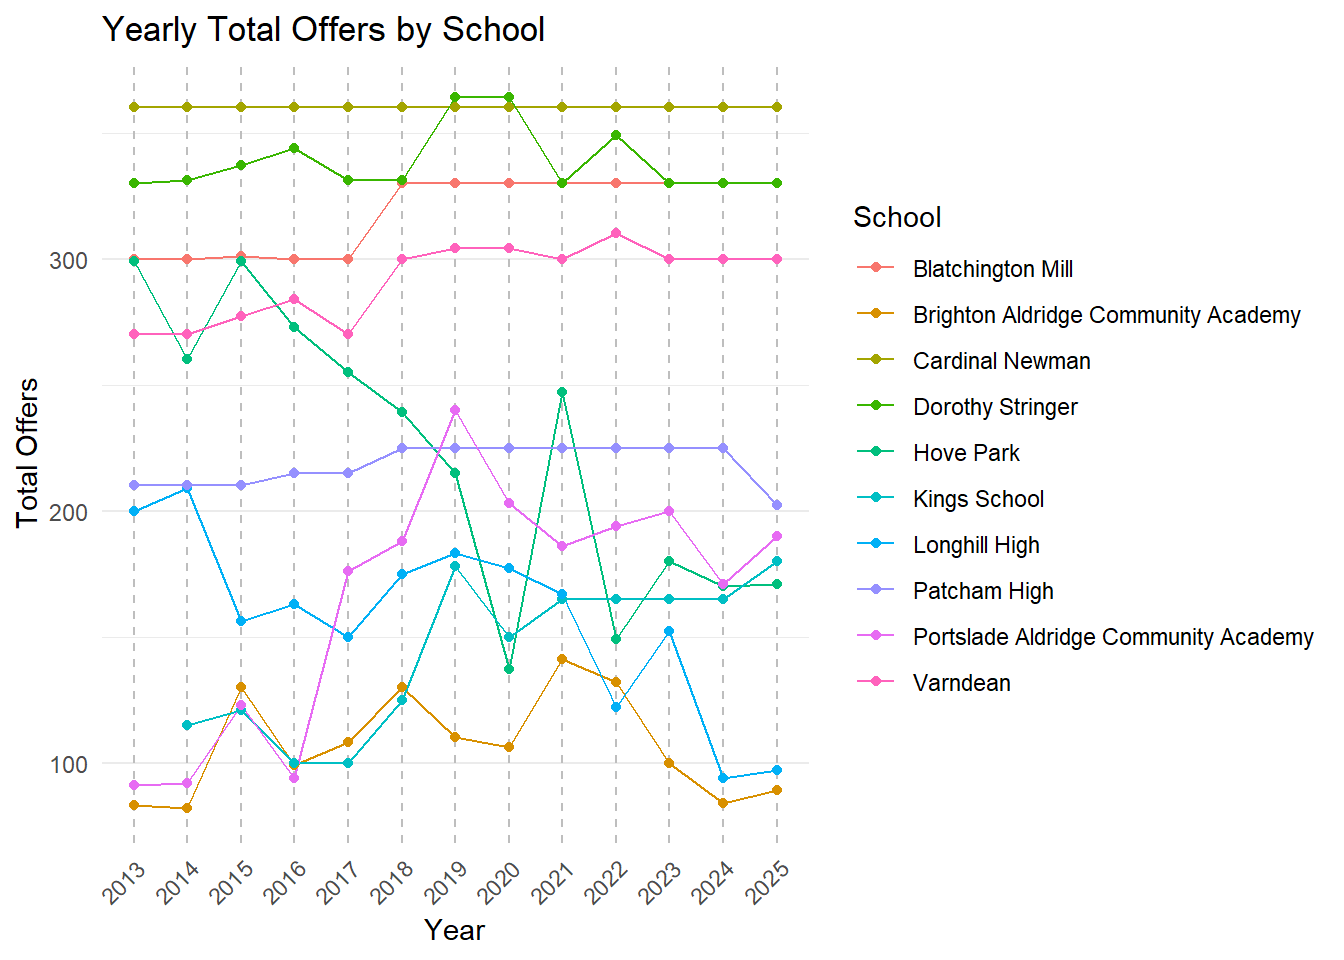 Yearly Total Offers by School
Total Offers
300
200
100
2013
2014
2015
2016
2017
2018
2019
2020
2021
2022
2023
2024
2025
Year
School
Blatchington Mill
Brighton Aldridge Community Academy
Cardinal Newman
Dorothy Stringer
Hove Park
Kings School
Longhill High
Patcham High
Portslade Aldridge Community Academy
Varndean